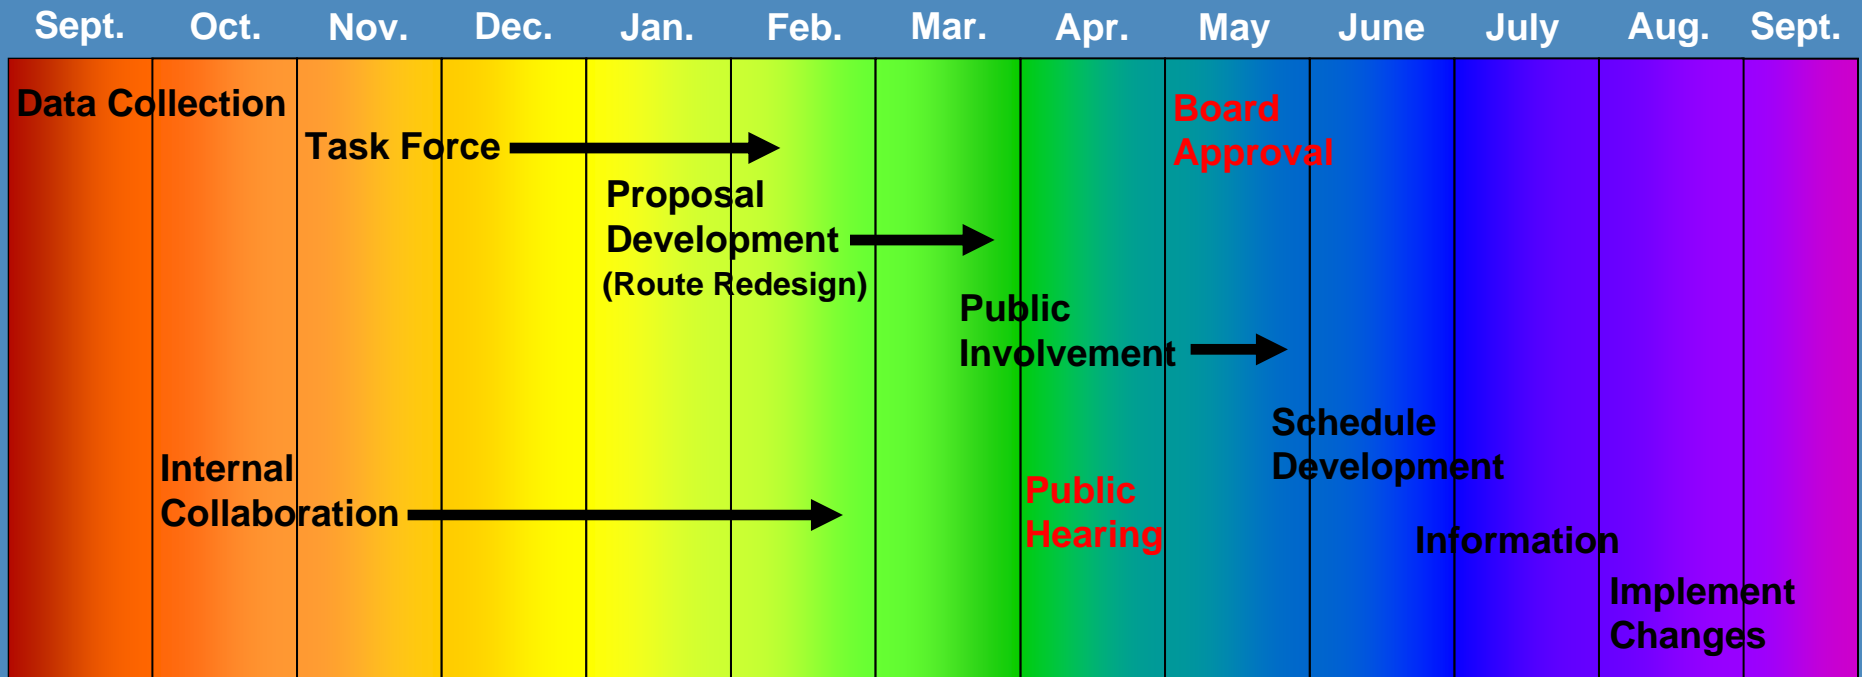 Sept. Oct. Nov. Dec. Jan. Feb. Mar. Apr. May June July Aug. Sept.
Data Collection
Task Force
Board
Approval
Proposal
Development
(Route Redesign)
Public
Involvement
Schedule
Development
Internal
Collaboration
Public
Hearing
Information
Implement
Changes